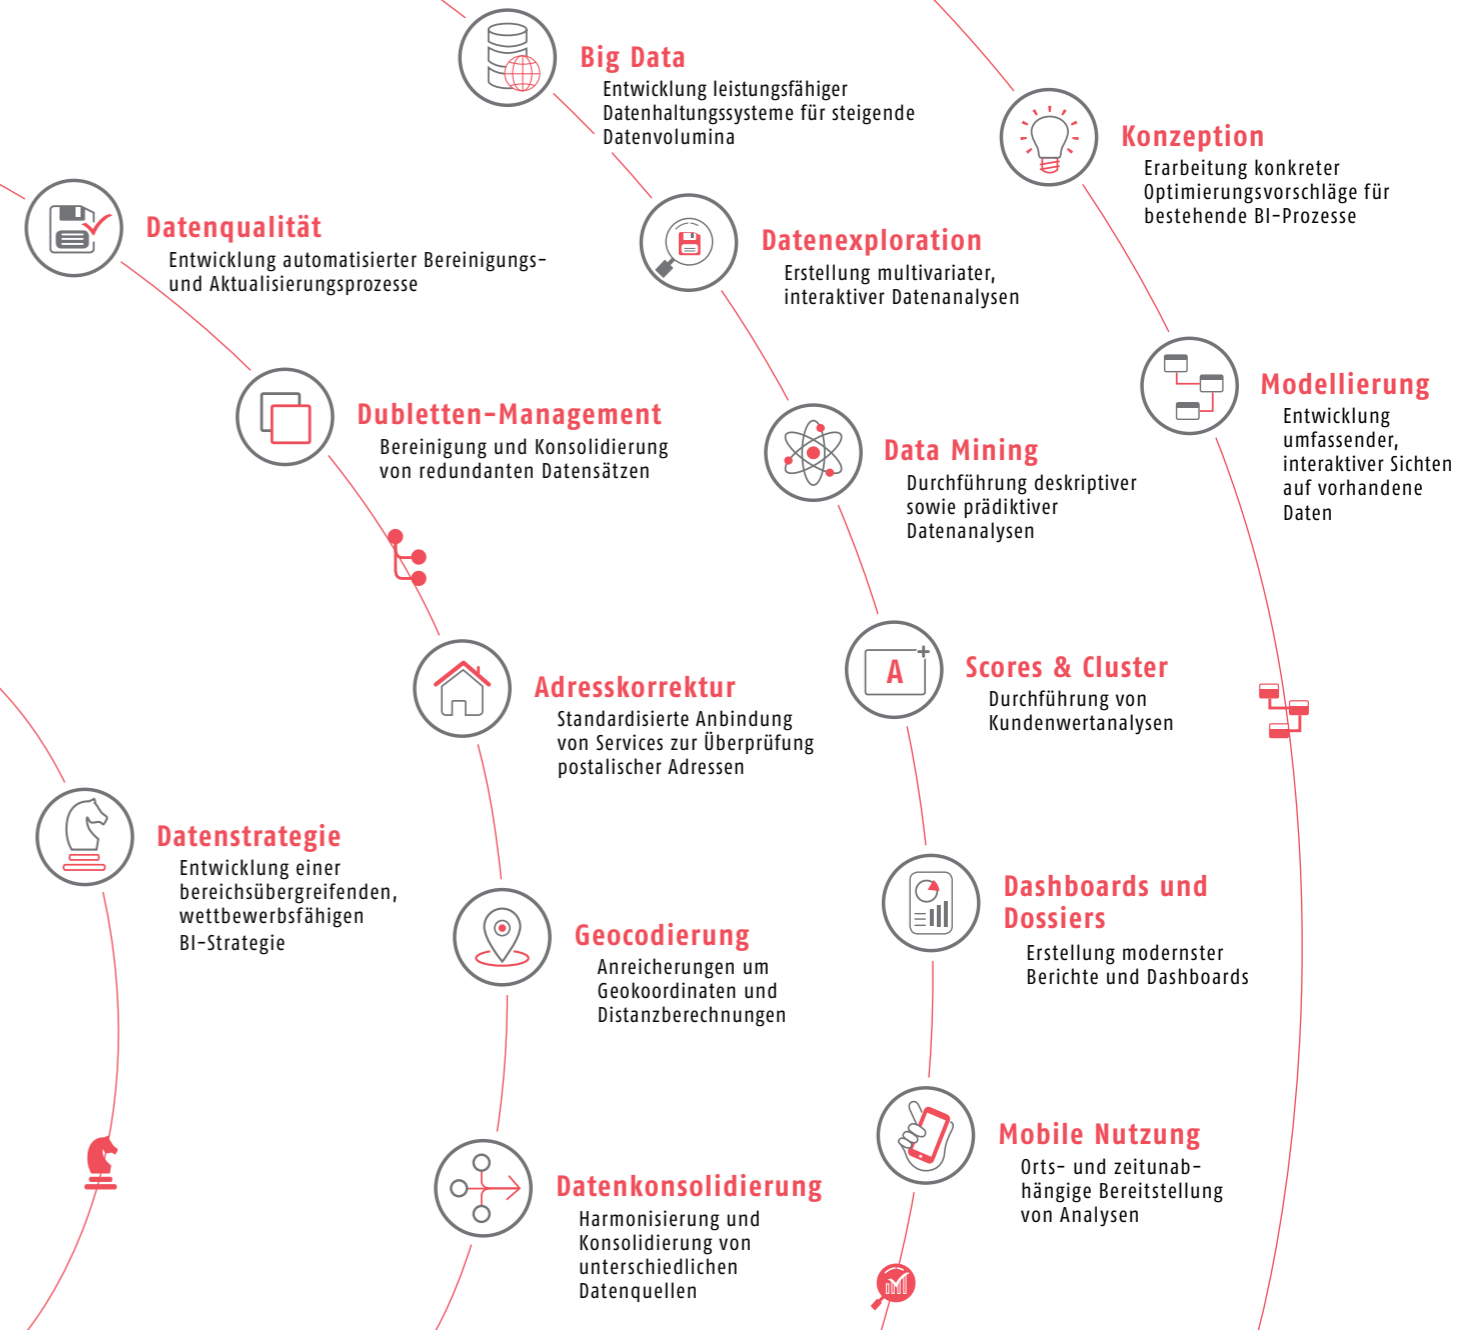 Big Data
Entwicklung leistungsfähiger
Datenhaltungssysteme für steigende
Datenvolumina
Konzeption
Erarbeitung konkreter
Optimierungsvorschläge für
bestehende BI-Prozesse
Datenqualität
Entwicklung automatisierter Bereinigungs-
und Aktualisierungsprozesse
Datenexploration
Erstellung multivariater,
interaktiver Datenanalysen
Modellierung
Entwicklung
umfassender,
interaktiver Sichten
auf vorhandene
Daten
Dubletten-Management
Bereinigung und Konsolidierung
von redundanten Datensätzen
Data Mining
Durchführung deskriptiver
sowie prädiktiver
Datenanalysen
Adresskorrektur
Standardisierte Anbindung
von Services zur Überprüfung
postalischer Adressen
A+
Scores & Cluster
Durchführung von
Kundenwertanalysen
Datenstrategie
Entwicklung einer
bereichsübergreifenden,
wettbewerbsfähigen
BI-Strategie
Dashboards und
Dossiers
Erstellung modernster
Berichte und Dashboards
Geocodierung
Anreicherungen um
Geokoordinaten und
Distanzberechnungen
Mobile Nutzung
Orts- und zeitunab-
hängige Bereitstellung
von Analysen
Datenkonsolidierung
Harmonisierung und
Konsolidierung von
unterschiedlichen
Datenquellen